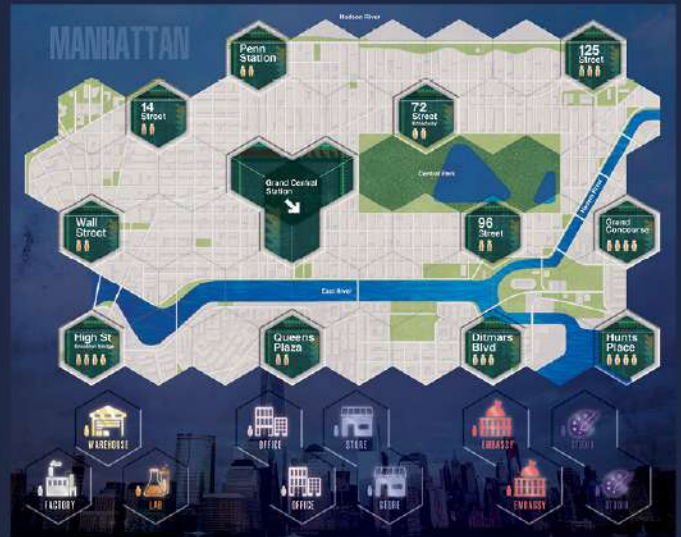 Hudson River
MANHATTAN
Penn
Station
125
Street
14
Street
72
Street
Broadway
Grand Central
Station
Central Park
Harlem River
Wall
Street
96
Street
Grand
Concourse
East River
High St
Brooklyn Bridge
Queens
Plaza
Ditmars
Blvd
Hunts
Place
WAREHOUSE
OFFICE
STORE
EMBASSY
STUDIO
FACTORY
LAB
OFFICE
STORE
EMBASSY
STUDIO